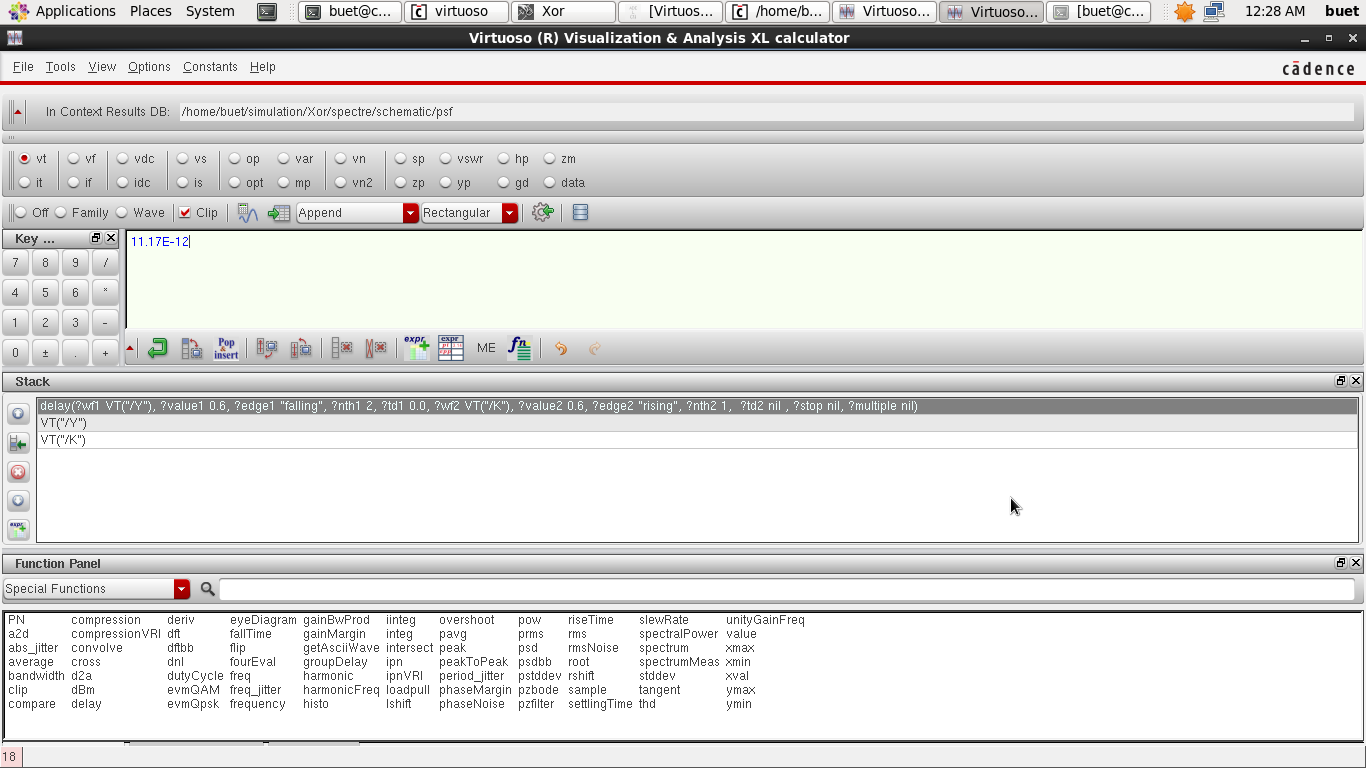 Applications Places System buet@c... virtuoso Xor [Virtuos... /home/b... Virtuoso... Virtuoso... [buet@c... 12:28 AM buet
Virtuoso (R) Visualization & Analysis XL calculator
File Tools View Options Constants Help cādence
In Context Results DB: /home/buet/simulation/Xor/spectre/schematic/psf
vt vf vdc vs op var vn sp vswr hp zm
it if idc is opt mp vn2 zp yp gd data
Off Family Wave Clip Append Rectangular
Key ...
11.17E-12
7 8 9 /
4 5 6 *
1 2 3 -
0 ± . +
Pop insert expr expr ME fn
Stack
delay(?wf1 VT("/Y"), ?value1 0.6, ?edge1 "falling", ?nth1 2, ?td1 0.0, ?wf2 VT("/K"), ?value2 0.6, ?edge2 "rising", ?nth2 1,  ?td2 nil , ?stop nil, ?multiple nil)
VT("/Y")
VT("/K")
expr
Function Panel
Special Functions
PN compression deriv eyeDiagram gainBwProd iinteg overshoot pow riseTime slewRate unityGainFreq
a2d compressionVRI dft fallTime gainMargin integ pavg prms rms spectralPower value
abs_jitter convolve dftbb flip getAsciiWave intersect peak psd rmsNoise spectrum xmax
average cross dnl fourEval groupDelay ipn peakToPeak psdbb root spectrumMeas xmin
bandwidth d2a dutyCycle freq harmonic ipnVRI period_jitter pstddev rshift stddev xval
clip dBm evmQAM freq_jitter harmonicFreq loadpull phaseMargin pzbode sample tangent ymax
compare delay evmQpsk frequency histo lshift phaseNoise pzfilter settlingTime thd ymin
18